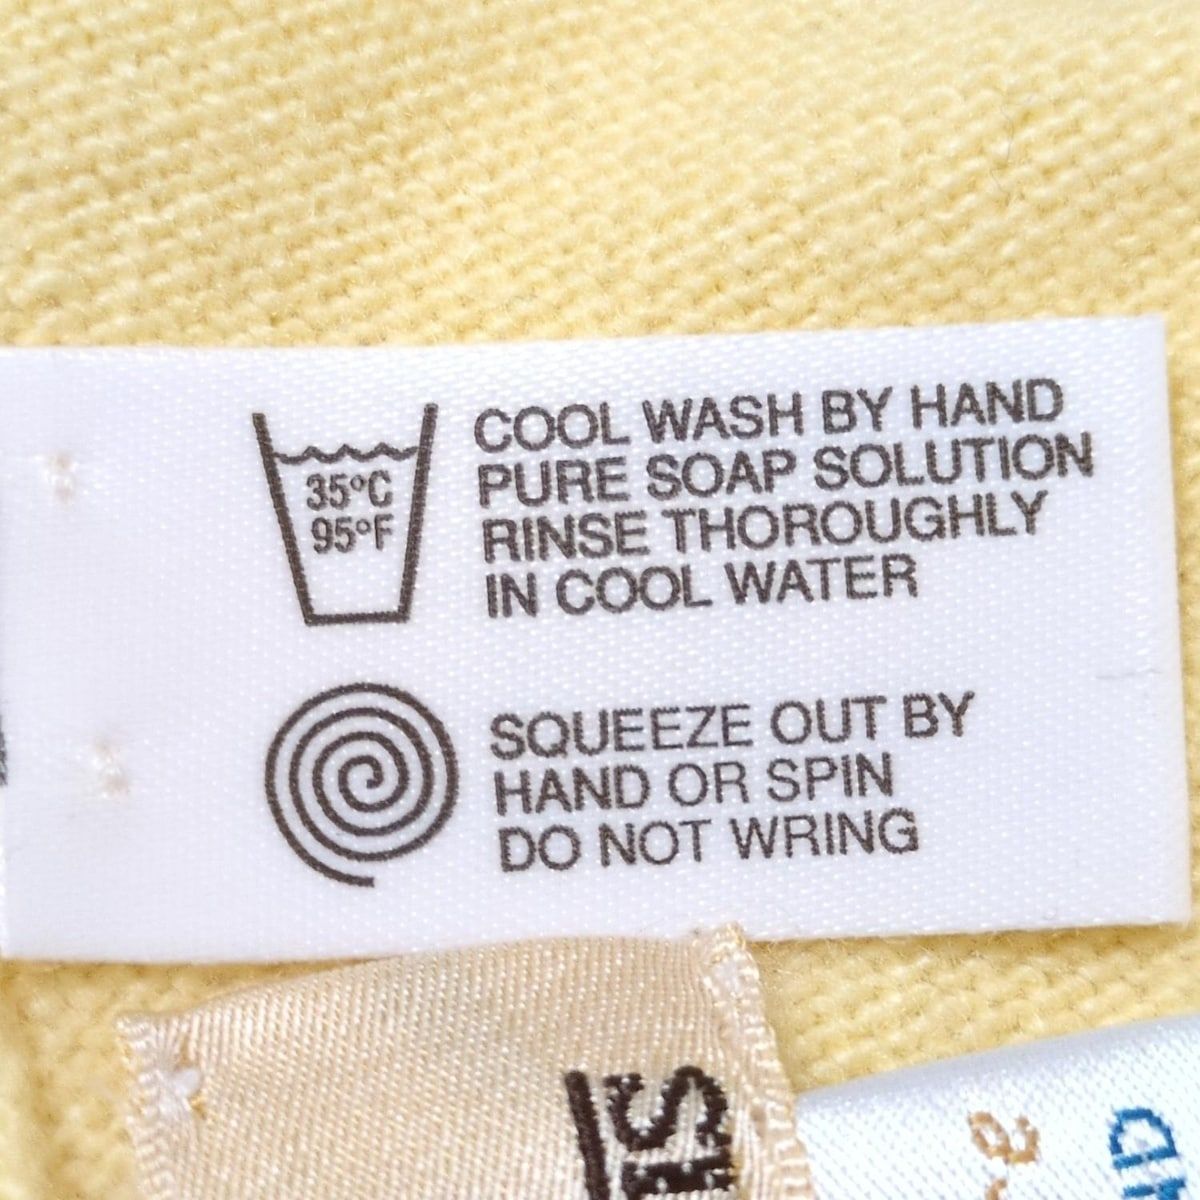 35°C
95°F
COOL WASH BY HAND
PURE SOAP SOLUTION
RINSE THOROUGHLY
IN COOL WATER
SQUEEZE OUT BY
HAND OR SPIN
DO NOT WRING